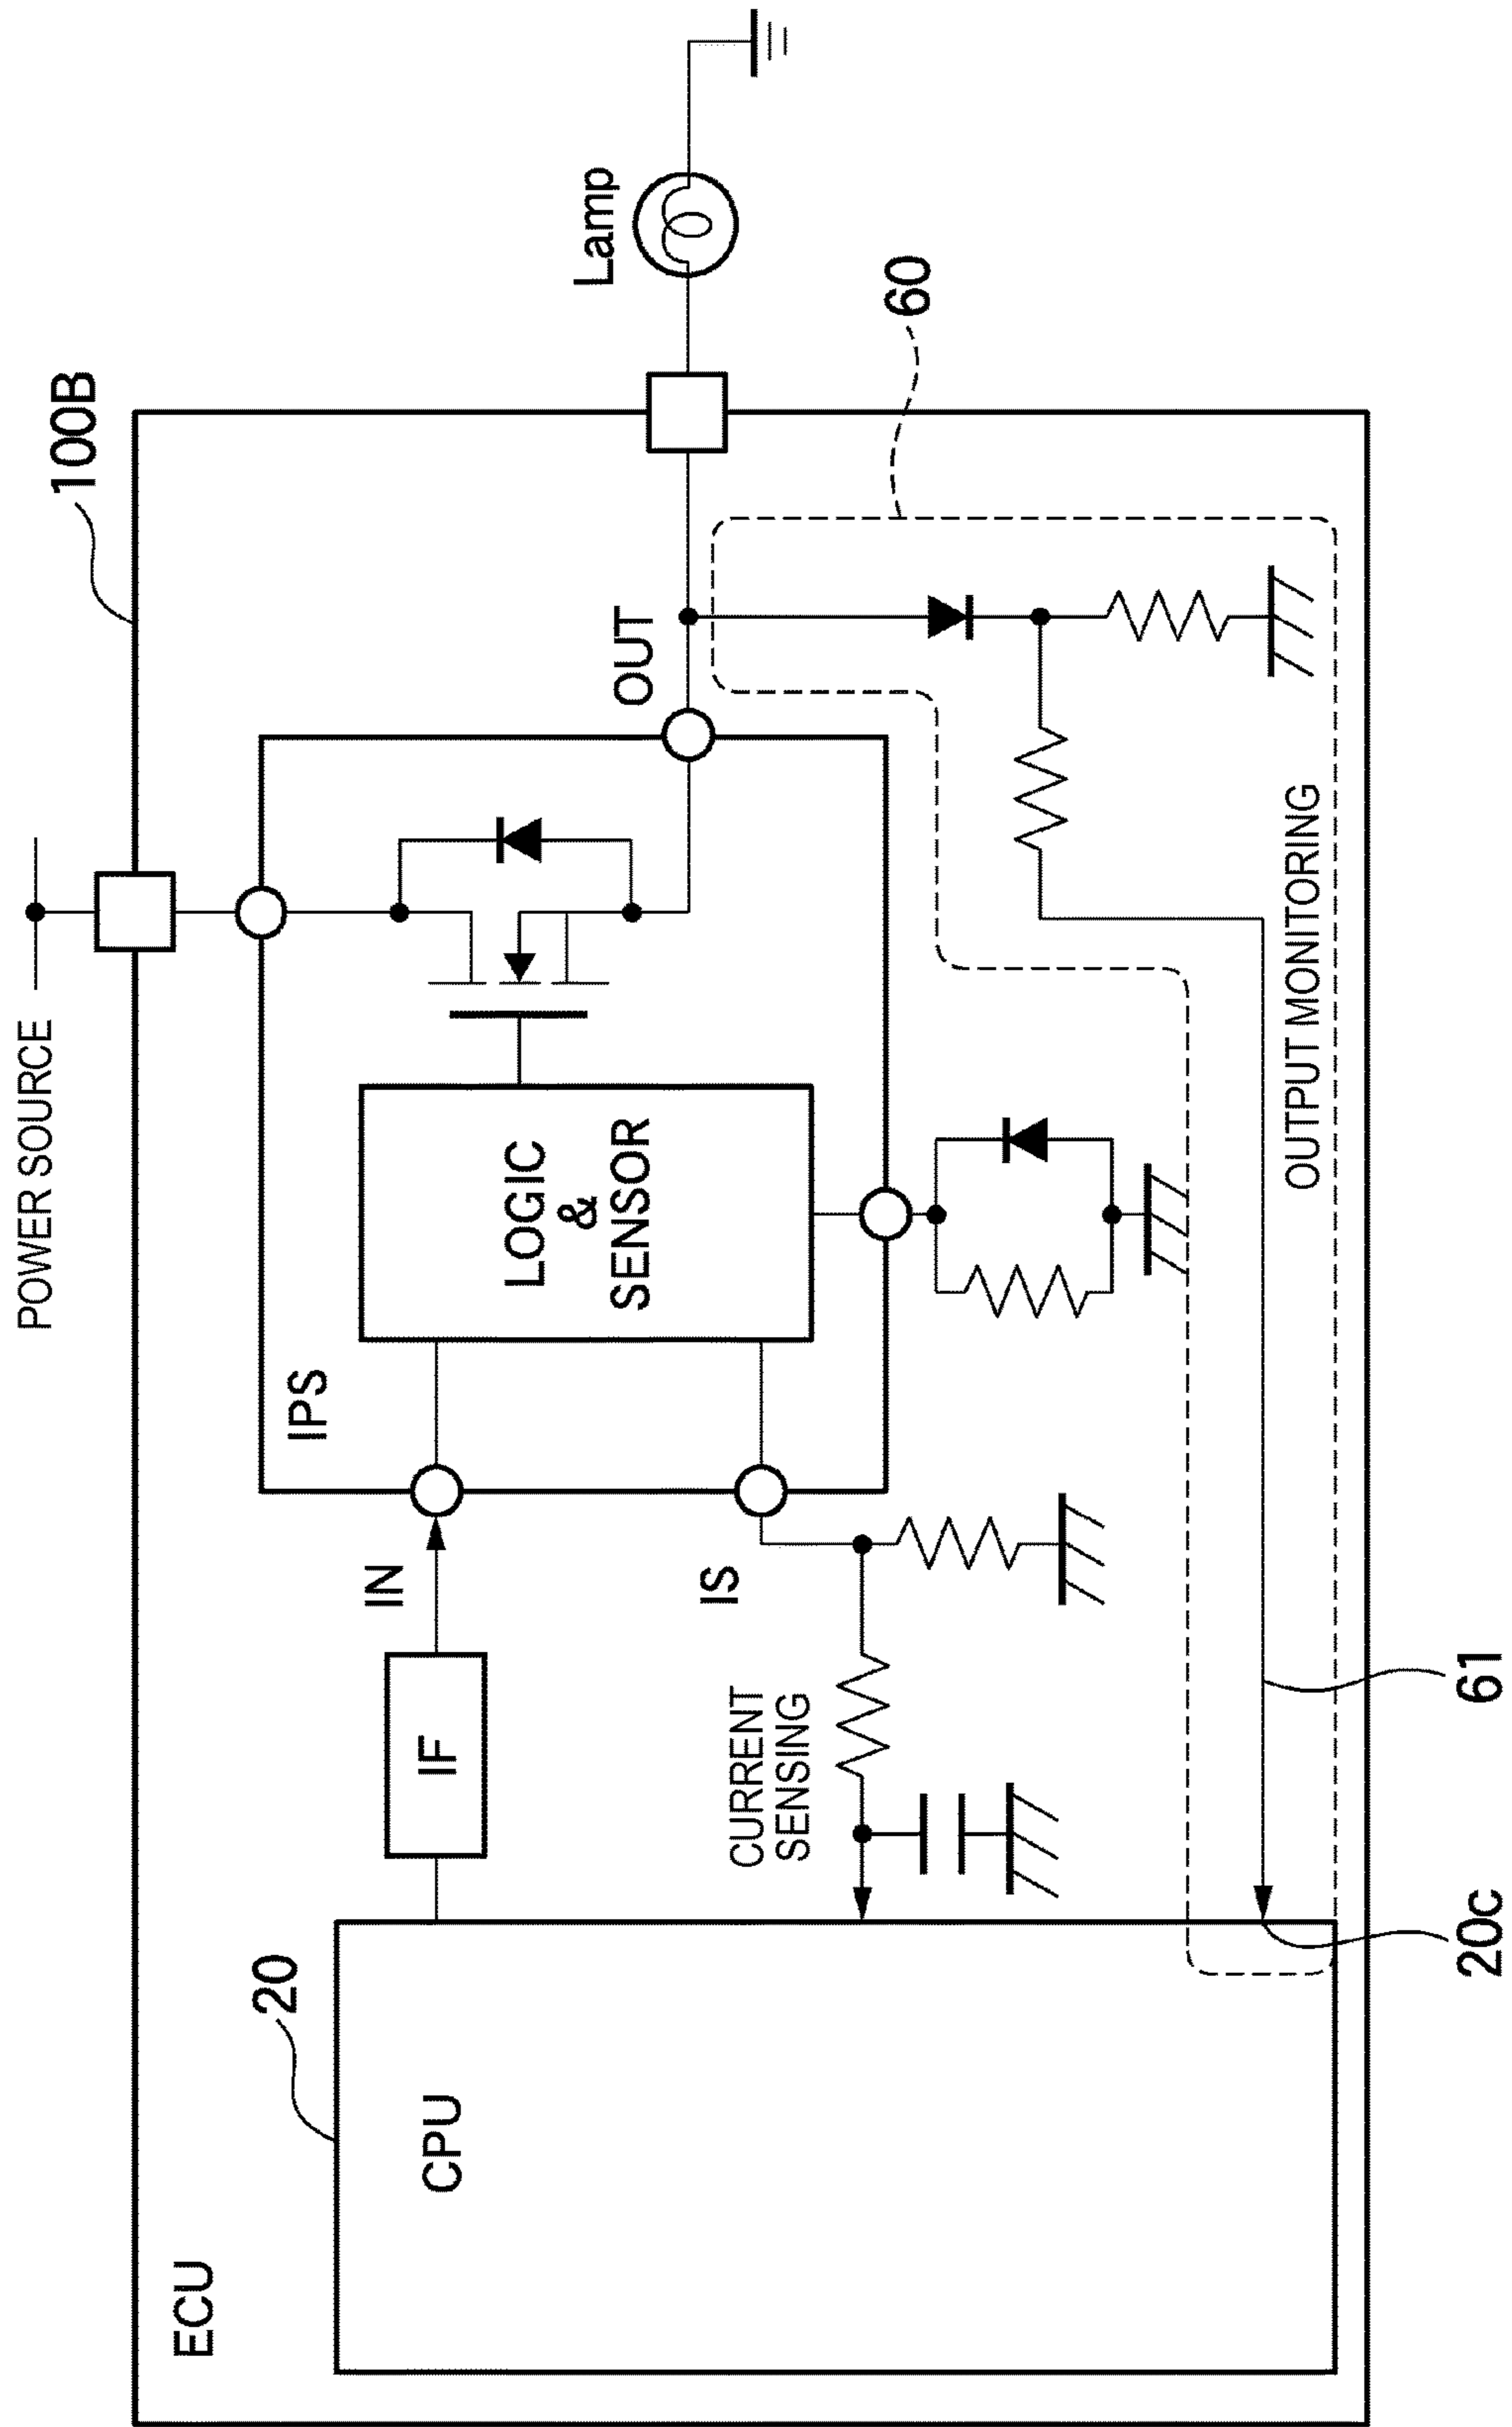 POWER SOURCE
100B
ECU
20
CPU
IF
IN
IPS
LOGIC
&
SENSOR
OUT
Lamp
60
IS
CURRENT
SENSING
OUTPUT MONITORING
20c
61